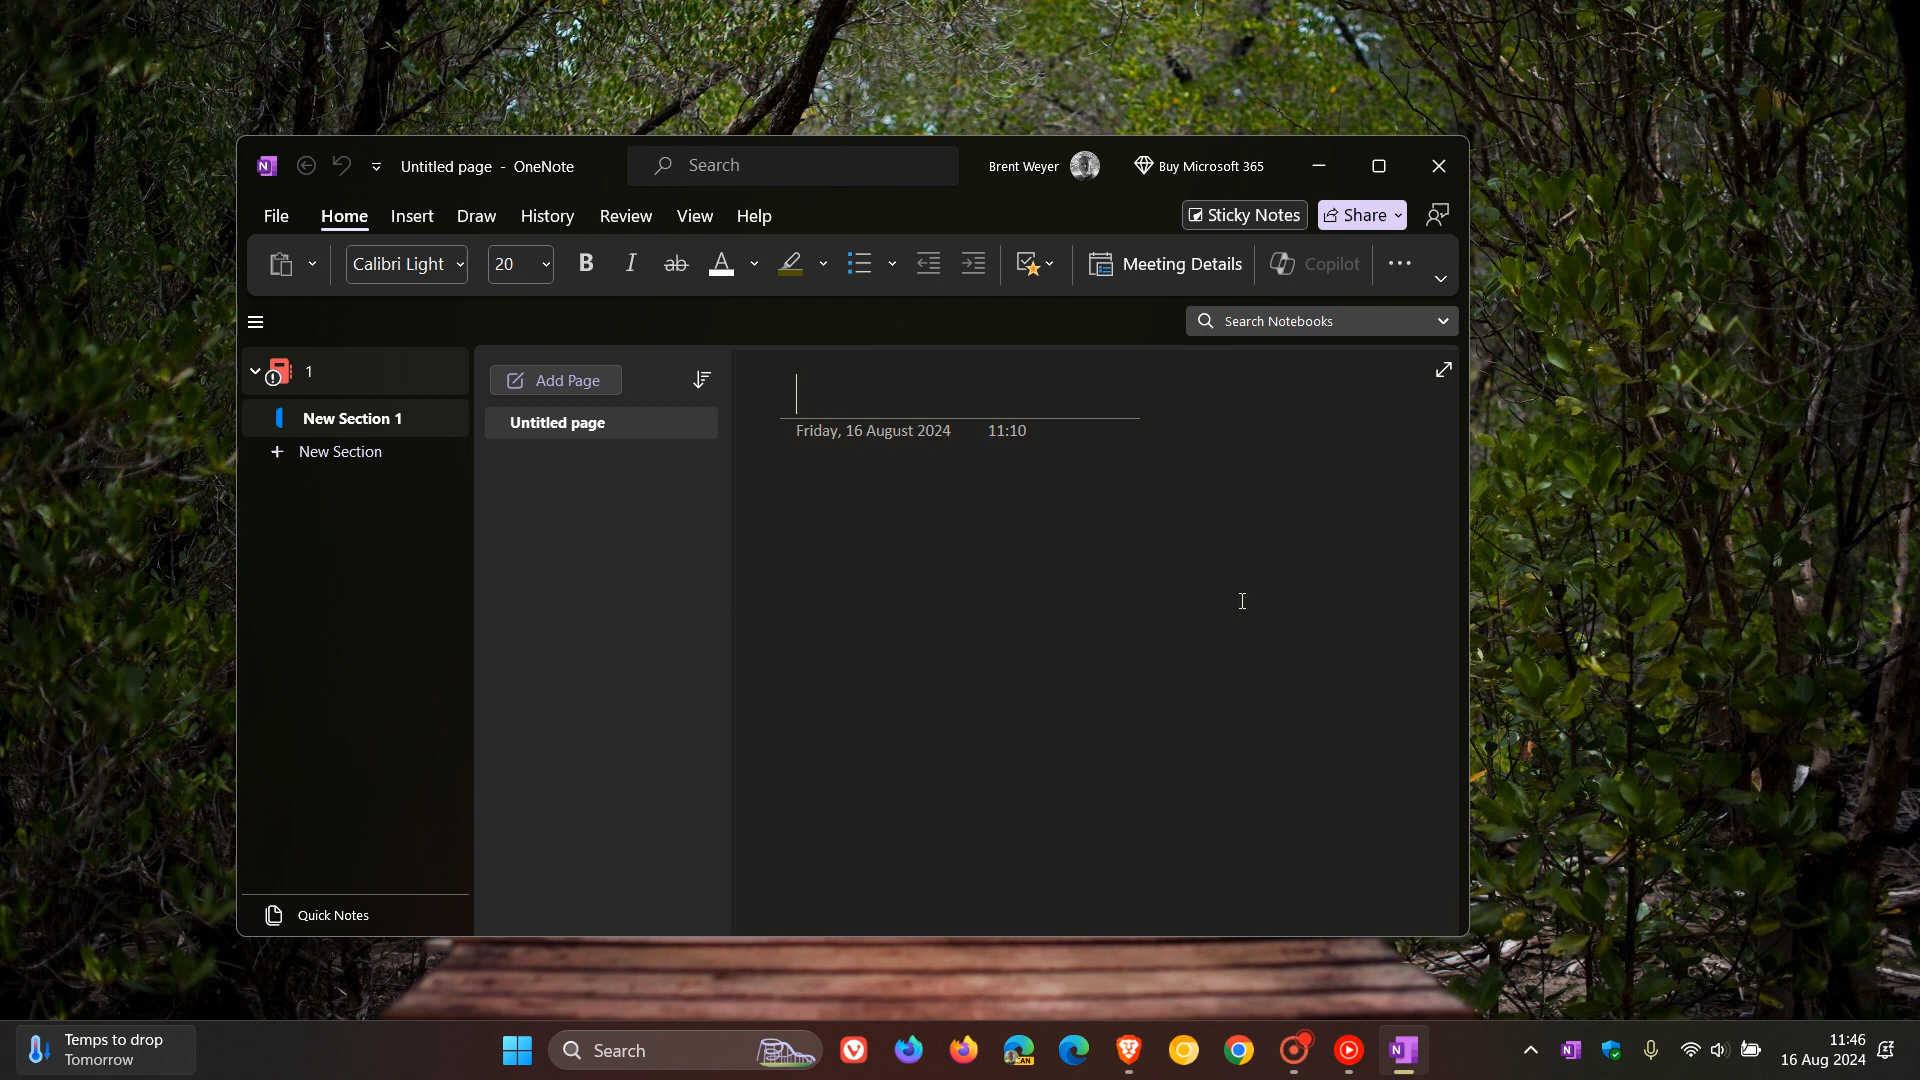 Untitled page - OneNote
Search
Brent Weyer
Buy Microsoft 365
File Home Insert Draw History Review View Help
Sticky Notes
Share
Calibri Light
20
B I ab A
Meeting Details
Copilot
Search Notebooks
1
New Section 1
New Section
Add Page
Untitled page
Friday, 16 August 2024 11:10
Quick Notes
Temps to drop
Tomorrow
Search
CAN
11:46
16 Aug 2024